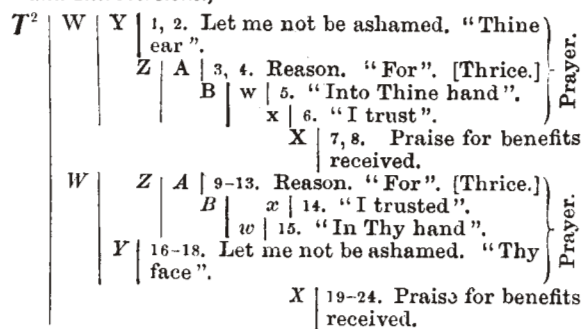 T² | W | Y | 1, 2. Let me not be ashamed. "Thine
ear".
Z | A | 3, 4. Reason. "For". [Thrice.]
B | w | 5. "Into Thine hand".
x | 6. "I trust".
Prayer.
X | 7, 8. Praise for benefits
received.
W | Z | A | 9-13. Reason. "For". [Thrice.]
B | x | 14. "I trusted".
w | 15. "In Thy hand".
Y | 16-18. Let me not be ashamed. "Thy
face".
Prayer.
X | 19-24. Praise for benefits
received.